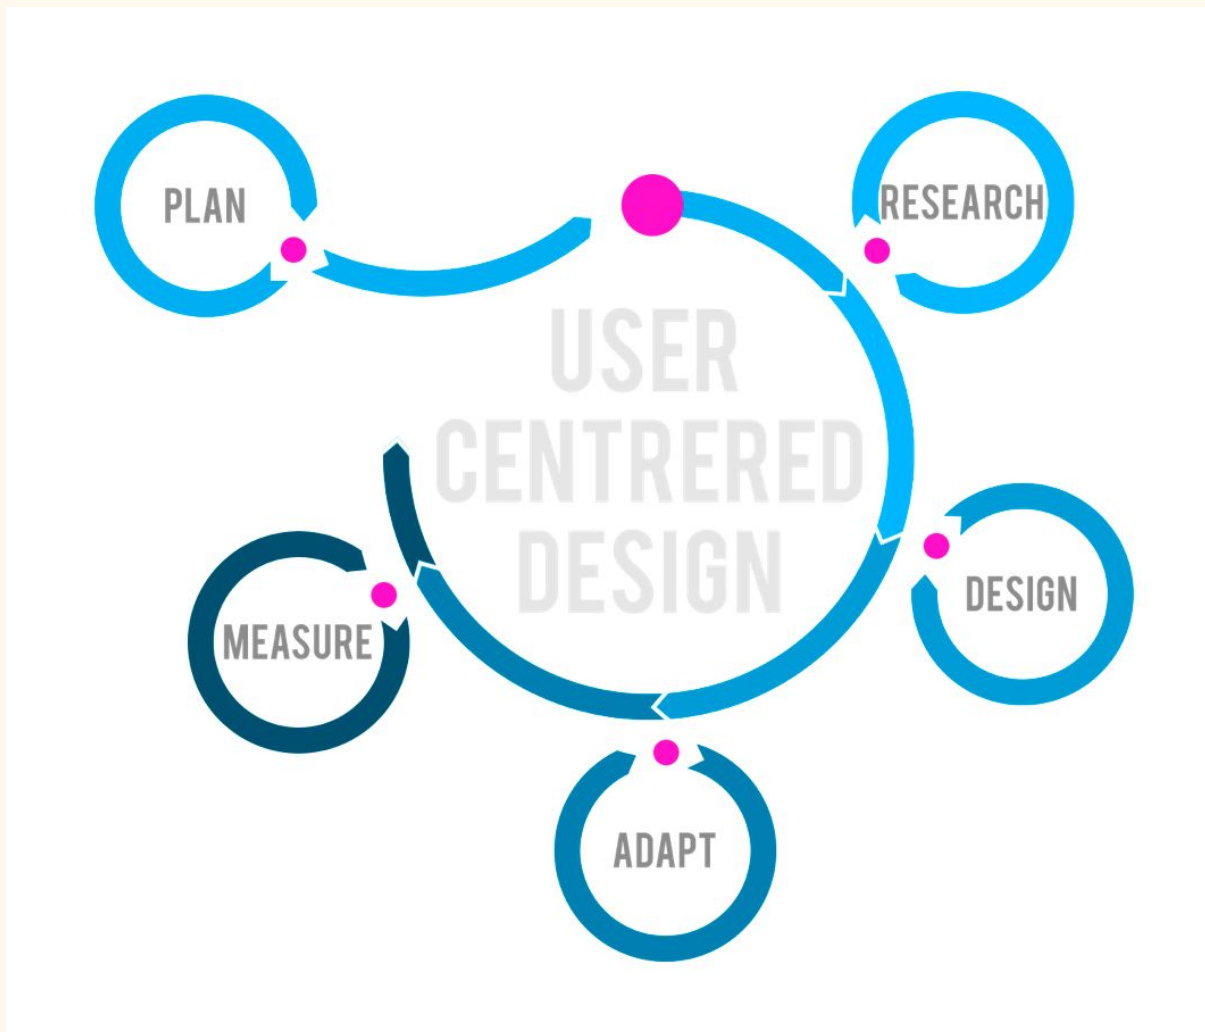 PLAN
RESEARCH
USER
CENTRERED
DESIGN
DESIGN
MEASURE
ADAPT